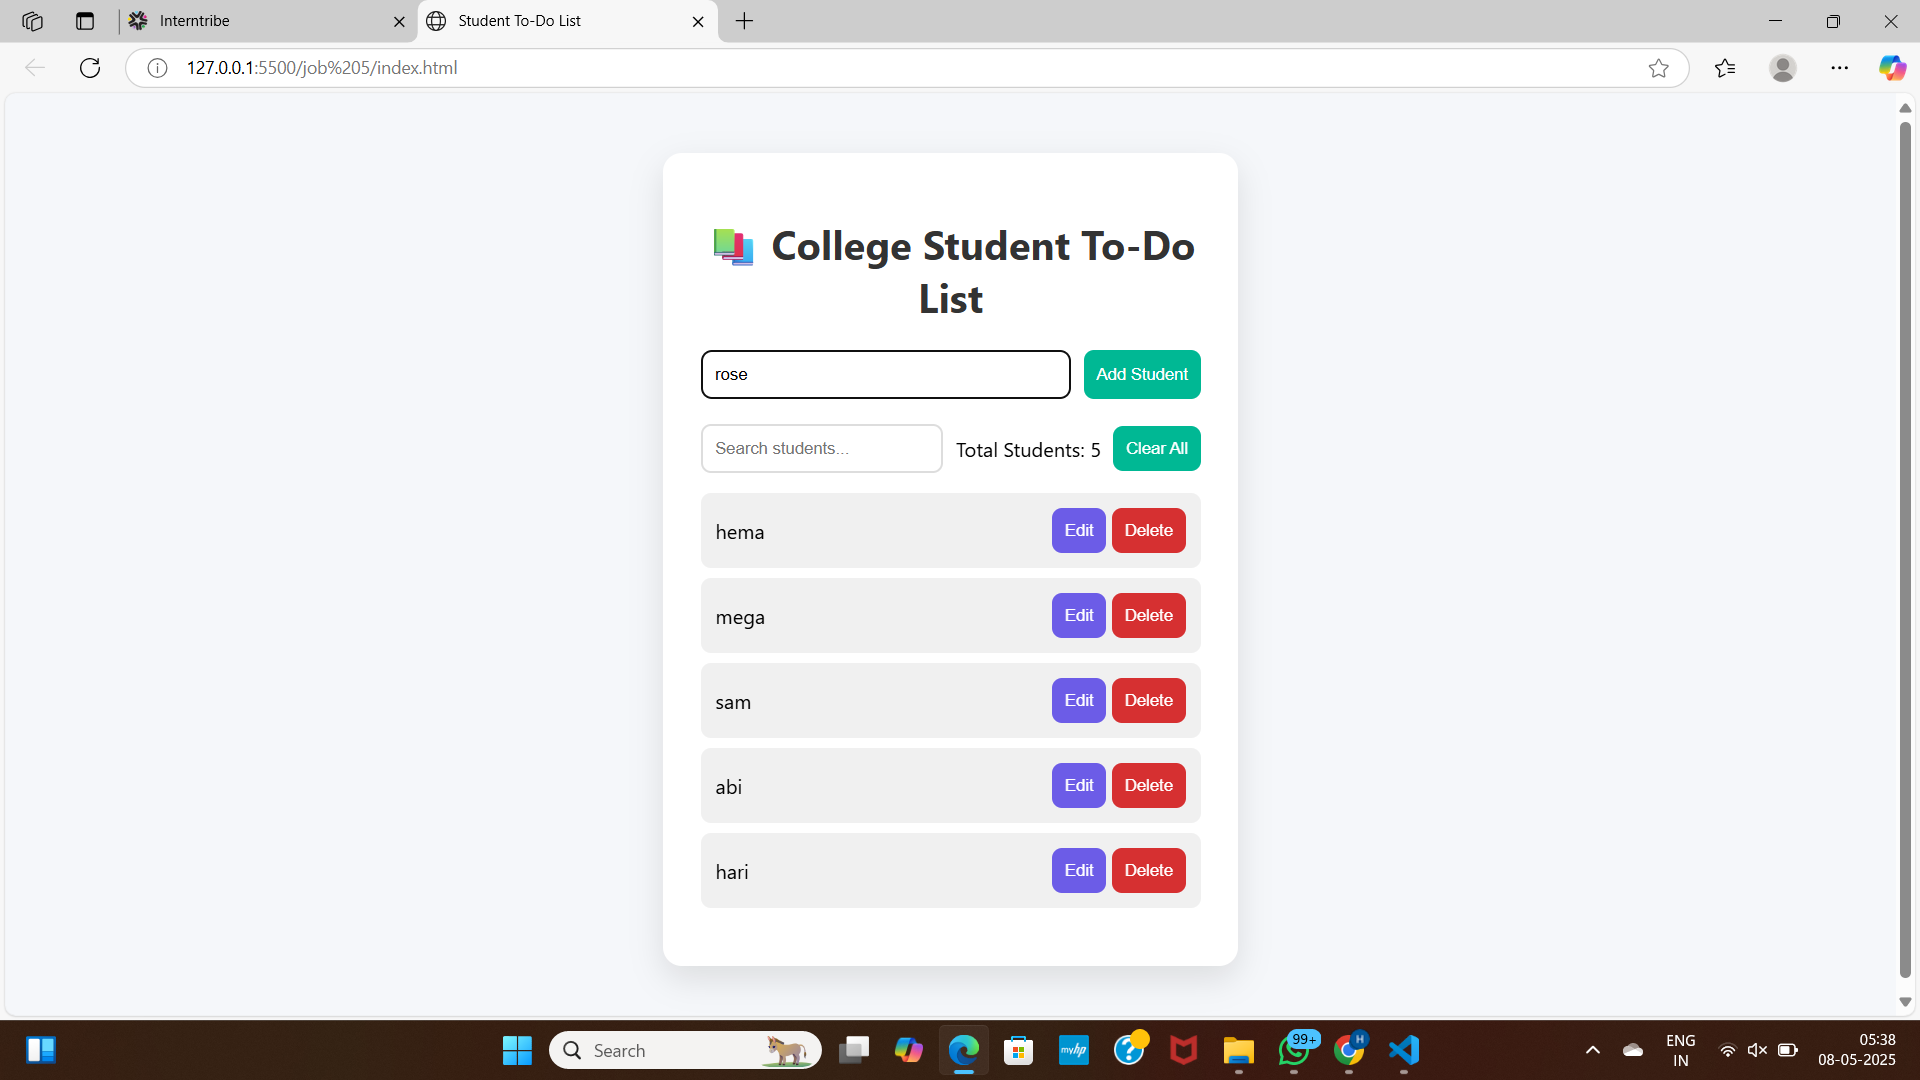 Interntribe
Student To-Do List
127.0.0.1:5500/job%205/index.html
College Student To-Do
List
rose
Add Student
Search students...
Total Students: 5
Clear All
hema
Edit
Delete
mega
Edit
Delete
sam
Edit
Delete
abi
Edit
Delete
hari
Edit
Delete
Search
myhp
?
99+
H
ENG
IN
05:38
08-05-2025